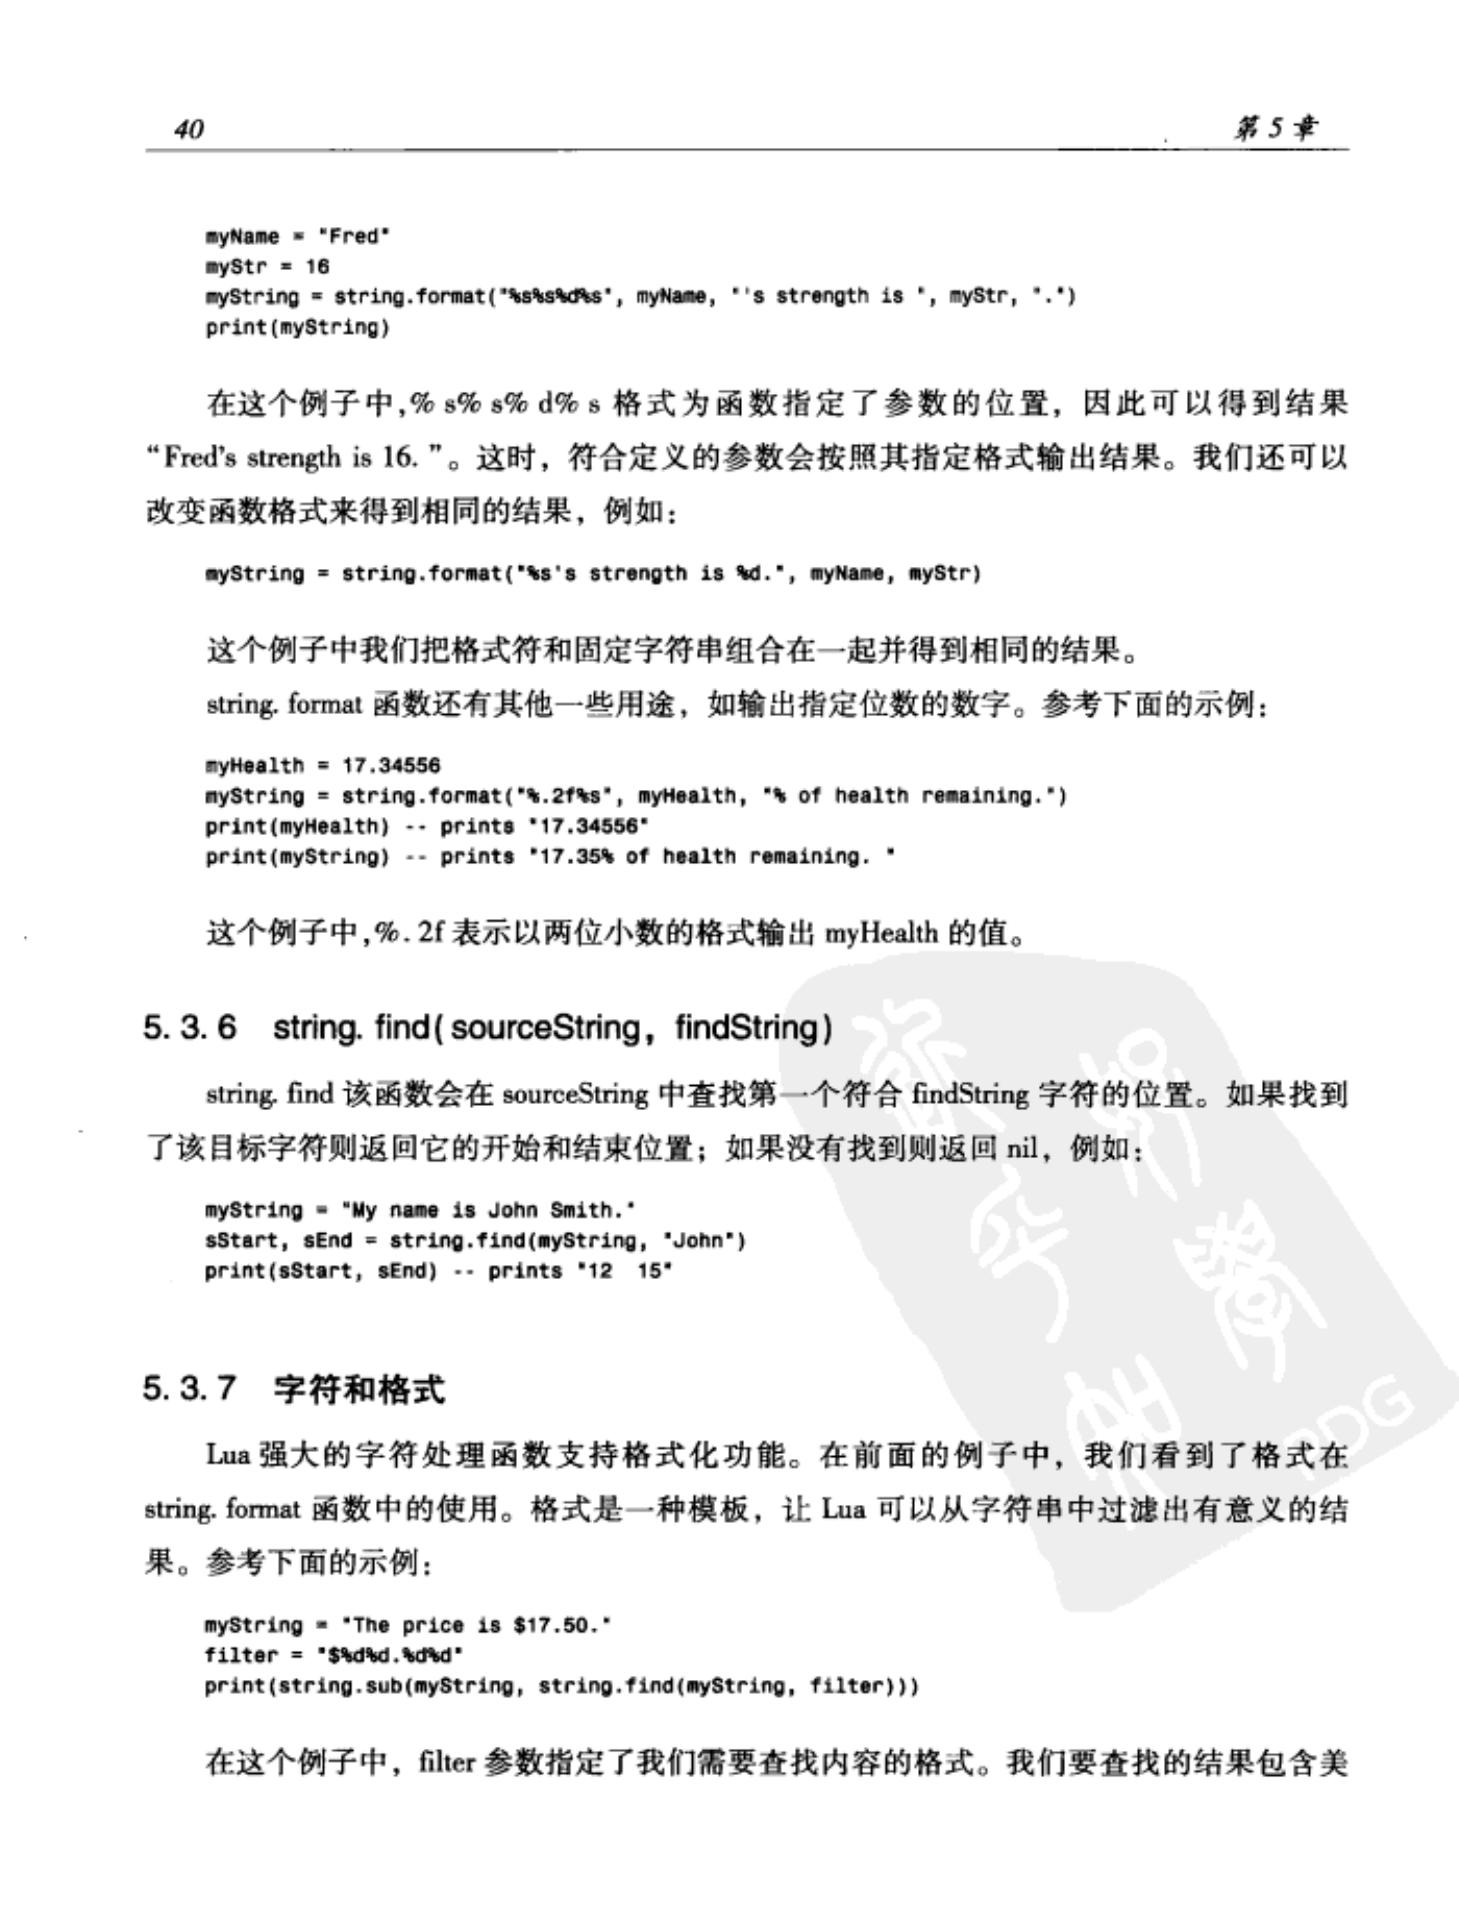 40
第 5 章
myName = "Fred"
myStr = 16
myString = string.format("%s%s%d%s", myName, "'s strength is ", myStr, ".")
print(myString)
在这个例子中,% s% s% d% s 格式为函数指定了参数的位置，因此可以得到结果
“Fred's strength is 16. ”。这时，符合定义的参数会按照其指定格式输出结果。我们还可以
改变函数格式来得到相同的结果，例如：
myString = string.format("%s's strength is %d.", myName, myStr)
这个例子中我们把格式符和固定字符串组合在一起并得到相同的结果。
string. format 函数还有其他一些用途，如输出指定位数的数字。参考下面的示例：
myHealth = 17.34556
myString = string.format("%.2f%s", myHealth, "% of health remaining.")
print(myHealth) -- prints "17.34556"
print(myString) -- prints "17.35% of health remaining. "
这个例子中,%. 2f 表示以两位小数的格式输出 myHealth 的值。
5. 3. 6 string. find( sourceString, findString)
string. find 该函数会在 sourceString 中查找第一个符合 findString 字符的位置。如果找到
了该目标字符则返回它的开始和结束位置；如果没有找到则返回 nil，例如：
myString = "My name is John Smith."
sStart, sEnd = string.find(myString, "John")
print(sStart, sEnd) -- prints "12 15"
5. 3. 7 字符和格式
Lua 强大的字符处理函数支持格式化功能。在前面的例子中，我们看到了格式在
string. format 函数中的使用。格式是一种模板，让 Lua 可以从字符串中过滤出有意义的结
果。参考下面的示例：
PDG
myString = "The price is $17.50."
filter = "$%d%d.%d%d"
print(string.sub(myString, string.find(myString, filter)))
在这个例子中，filter 参数指定了我们需要查找内容的格式。我们要查找的结果包含美